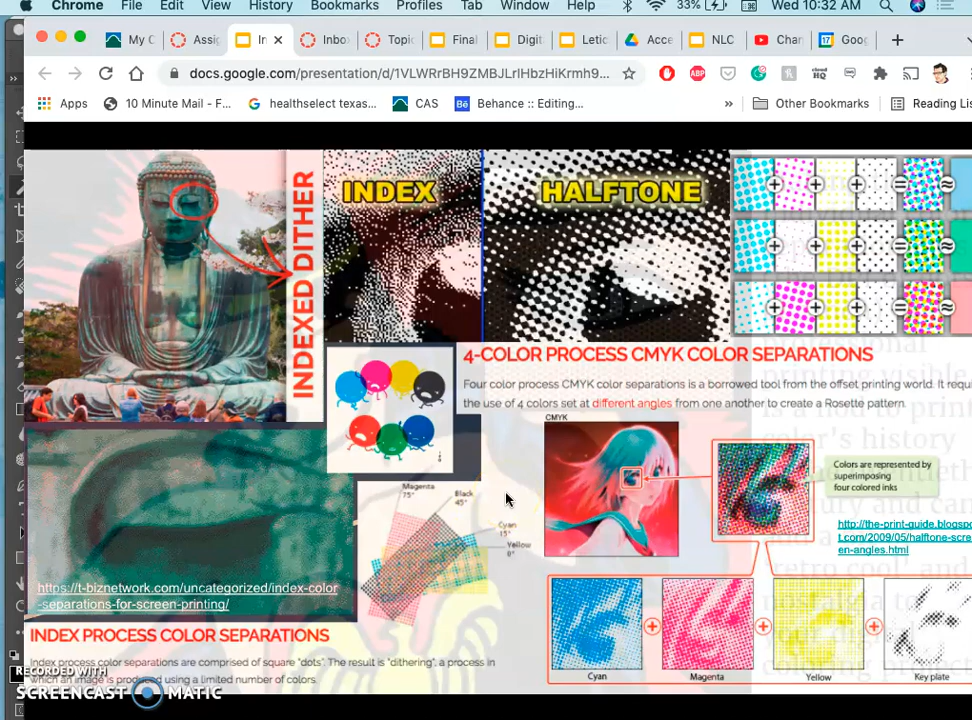 Chrome File Edit View History Bookmarks Profiles Tab Window Help 33% Wed 10:32 AM
My C Assig In Inbo Topic Final Digit Letic Acce NLC Chan Goog
docs.google.com/presentation/d/1VLWRrBH9ZMBJLrIHbzHiKrmh9...
Apps 10 Minute Mail - F... healthselect texas... CAS Behance :: Editing... » Other Bookmarks Reading Lis
INDEXED DITHER
INDEX
HALFTONE
4-COLOR PROCESS CMYK COLOR SEPARATIONS
Four color process CMYK color separations is a borrowed tool from the offset printing world. It requi
the use of 4 colors set at different angles from one another to create a Rosette pattern.
CMYK
Colors are represented by
superimposing
four colored inks
http://the-print-guide.blogspo
t.com/2009/05/halftone-scre
en-angles.html
Magenta
75°
Black
45°
Cyan
15°
Yellow
0°
https://t-biznetwork.com/uncategorized/index-color
-separations-for-screen-printing/
INDEX PROCESS COLOR SEPARATIONS
Index process color separations are comprised of square "dots". The result is "dithering", a process in
which an image is produced using a limited number of colors.
Cyan
Magenta
Yellow
Key plate
professional
printing visible
RECORDED WITH
SCREENCAST MATIC